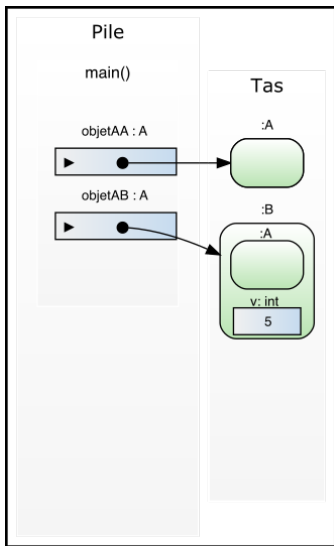 Pile
main()
objetAA : A
objetAB : A
Tas
:A
:B
:A
v: int
5